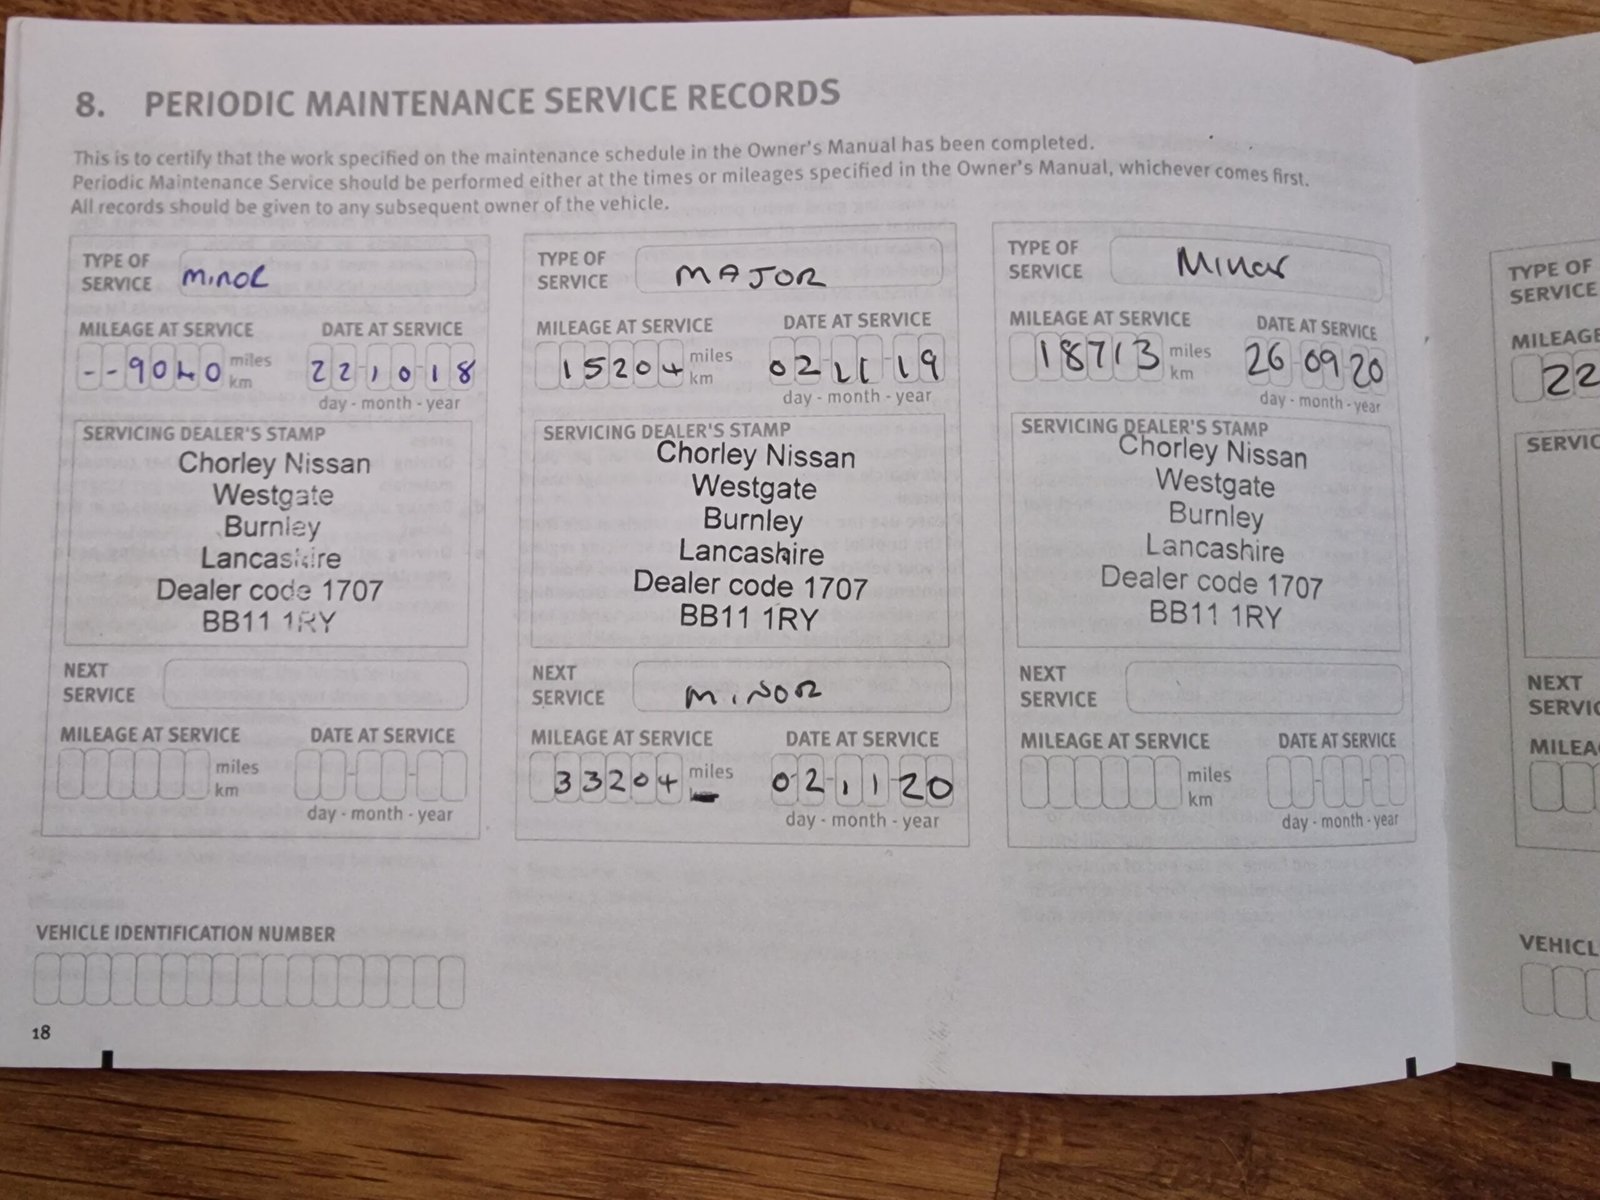 8. PERIODIC MAINTENANCE SERVICE RECORDS
This is to certify that the work specified on the maintenance schedule in the Owner's Manual has been completed.
Periodic Maintenance Service should be performed either at the times or mileages specified in the Owner's Manual, whichever comes first.
All records should be given to any subsequent owner of the vehicle.
TYPE OF
SERVICE MINOR
MILEAGE AT SERVICE DATE AT SERVICE
--9040 miles 22 10 18
km
day - month - year
SERVICING DEALER'S STAMP
Chorley Nissan
Westgate
Burnley
Lancashire
Dealer code 1707
BB11 1RY
NEXT
SERVICE
MILEAGE AT SERVICE DATE AT SERVICE
miles
km
day - month - year
TYPE OF
SERVICE MAJOR
MILEAGE AT SERVICE DATE AT SERVICE
15204 miles 02 11 19
km
day - month - year
SERVICING DEALER'S STAMP
Chorley Nissan
Westgate
Burnley
Lancashire
Dealer code 1707
BB11 1RY
NEXT
SERVICE MINOR
MILEAGE AT SERVICE DATE AT SERVICE
33204 miles 02 11 20
km
day - month - year
TYPE OF
SERVICE Minor
MILEAGE AT SERVICE DATE AT SERVICE
18713 miles 26 09 20
km
day - month - year
SERVICING DEALER'S STAMP
Chorley Nissan
Westgate
Burnley
Lancashire
Dealer code 1707
BB11 1RY
NEXT
SERVICE
MILEAGE AT SERVICE DATE AT SERVICE
miles
km
day - month - year
VEHICLE IDENTIFICATION NUMBER
18
TYPE OF
SERVICE
MILEAGE
22
SERVIC
NEXT
SERVIC
MILEA
VEHICL